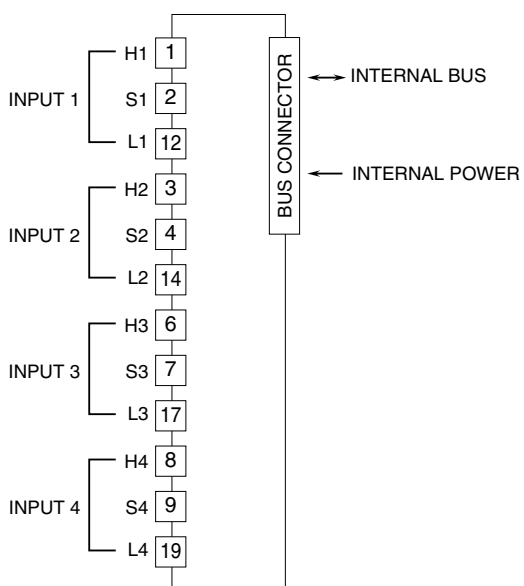 H1 1
INPUT 1 S1 2
L1 12
H2 3
INPUT 2 S2 4
L2 14
H3 6
INPUT 3 S3 7
L3 17
H4 8
INPUT 4 S4 9
L4 19
BUS CONNECTOR
INTERNAL BUS
INTERNAL POWER